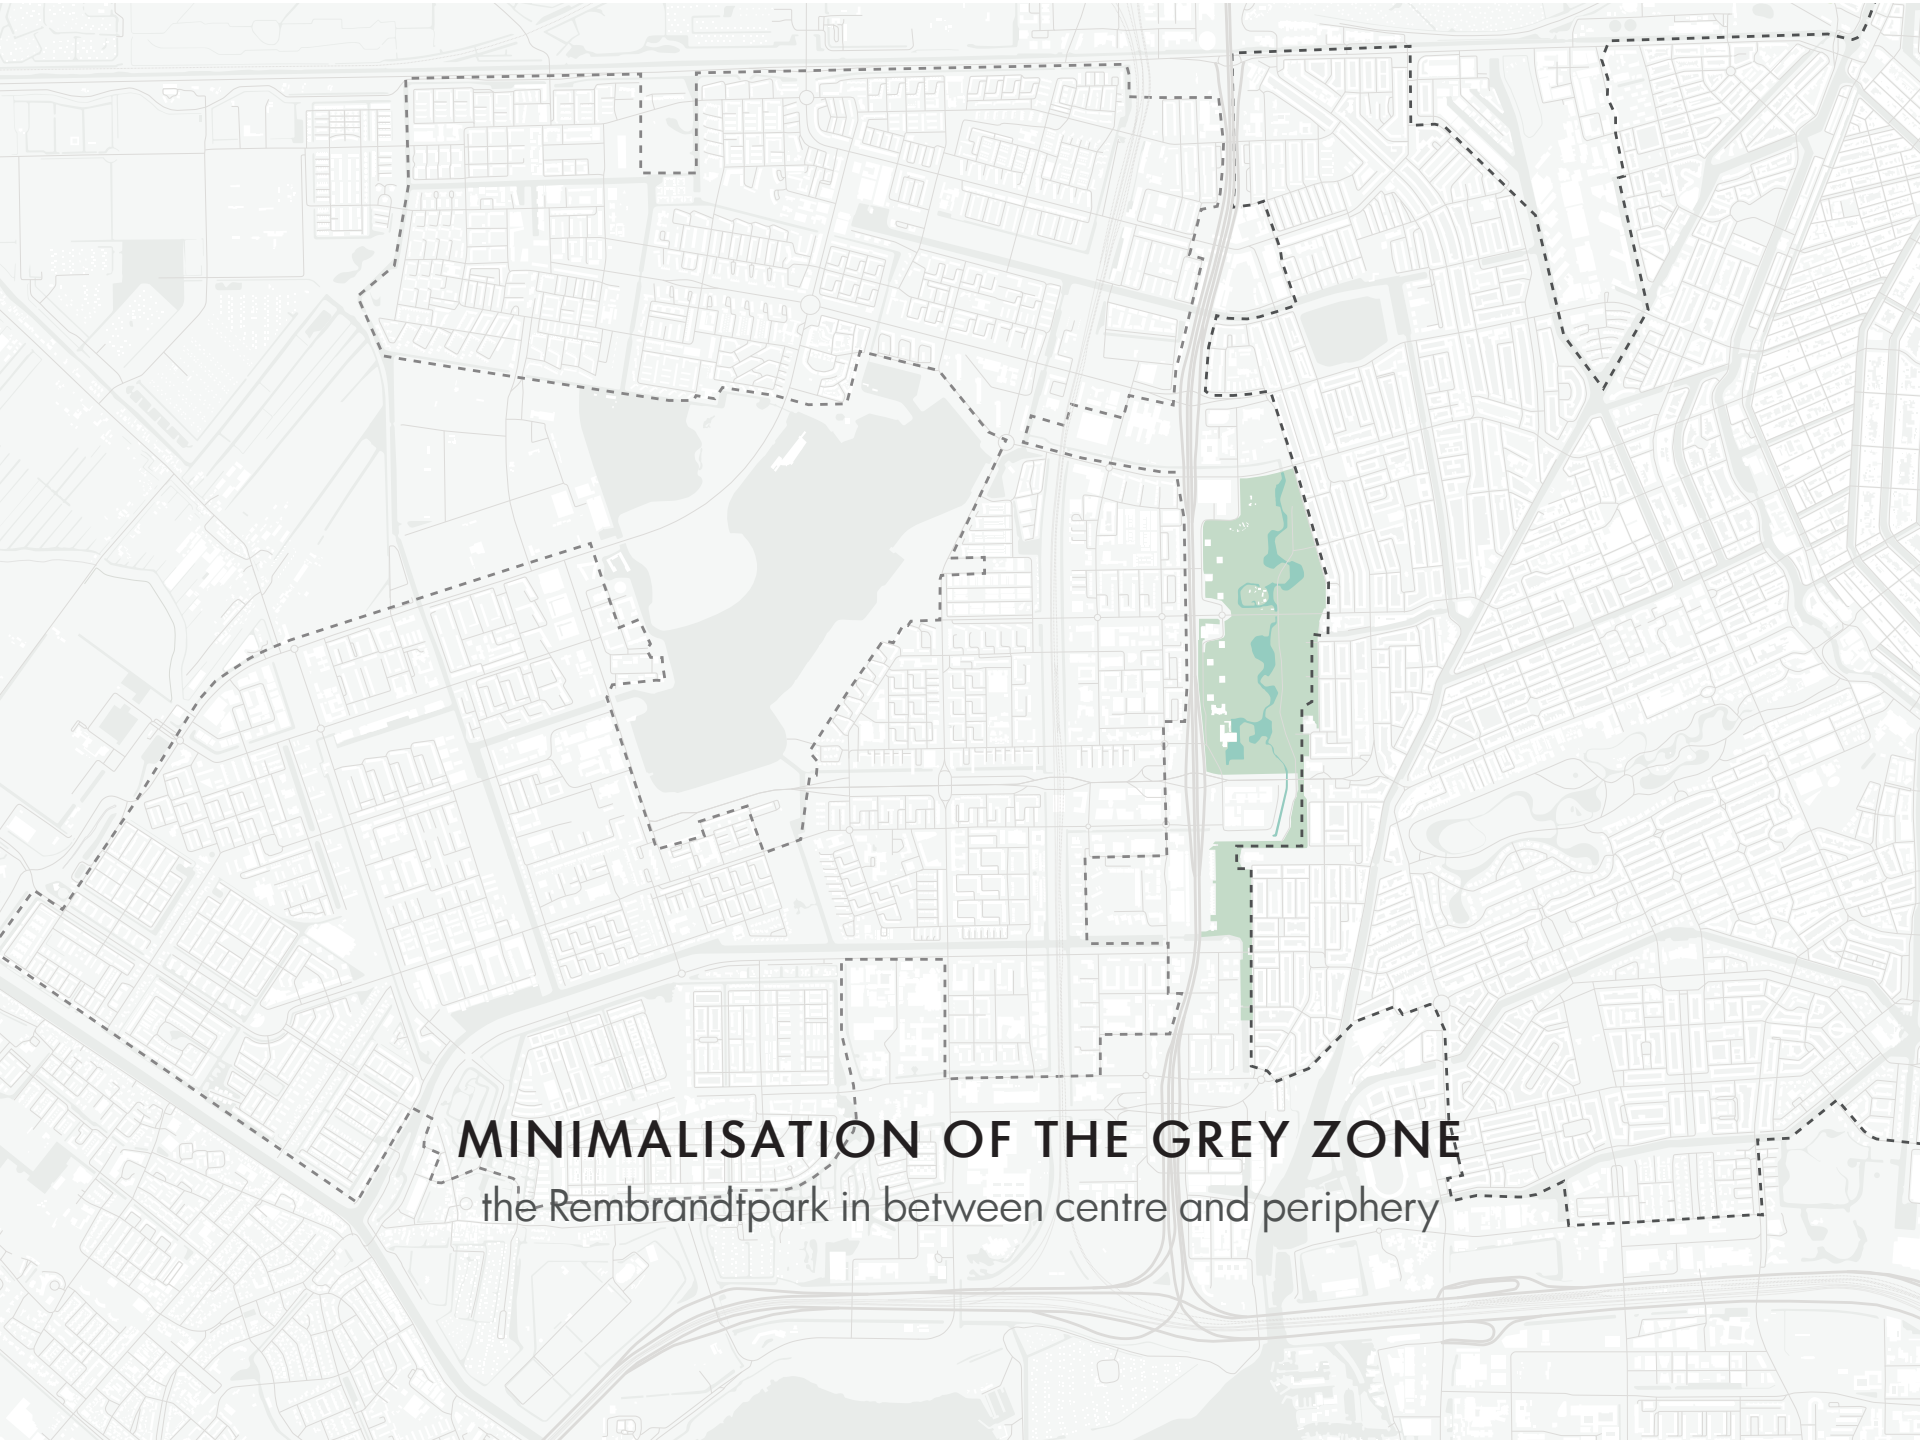 MINIMALISATION OF THE GREY ZONE
the Rembrandtpark in between centre and periphery